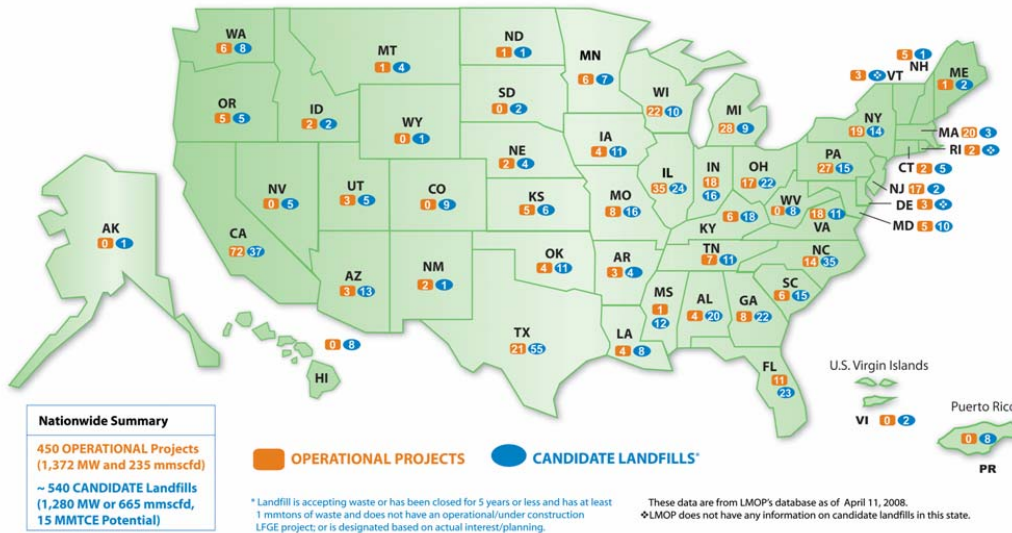 WA
6 8
MT
1 4
ND
1 1
MN
6 7
5 1
NH
3 ❖ VT
ME
1 2
OR
5 5
ID
2 2
WY
0 1
SD
0 2
WI
22 10
MI
28 9
NY
19 14
MA 20 3
RI 2 ❖
CT 2 5
NJ 17 2
DE 3 ❖
MD 5 10
NE
2 4
IA
4 11
IL
35 24
IN
18
16
OH
17 22
PA
27 15
NV
0 5
UT
3 5
CO
0 9
KS
5 6
MO
8 16
KY
6 18
WV
0 8
18 11
VA
AK
0 1
CA
72 37
AZ
3 13
NM
2 1
OK
4 11
AR
3 4
TN
7 11
NC
14 35
SC
6 15
MS
1
12
AL
4 20
GA
8 22
TX
21 55
LA
4 8
FL
11
23
0 8
HI
U.S. Virgin Islands
VI 0 2
Puerto Rico
0 8
PR
Nationwide Summary
450 OPERATIONAL Projects
(1,372 MW and 235 mmscfd)
~ 540 CANDIDATE Landfills
(1,280 MW or 665 mmscfd,
15 MMTCE Potential)
OPERATIONAL PROJECTS
CANDIDATE LANDFILLS*
* Landfill is accepting waste or has been closed for 5 years or less and has at least
1 mmtons of waste and does not have an operational/under construction
LFGE project; or is designated based on actual interest/planning.
These data are from LMOP's database as of April 11, 2008.
❖LMOP does not have any information on candidate landfills in this state.